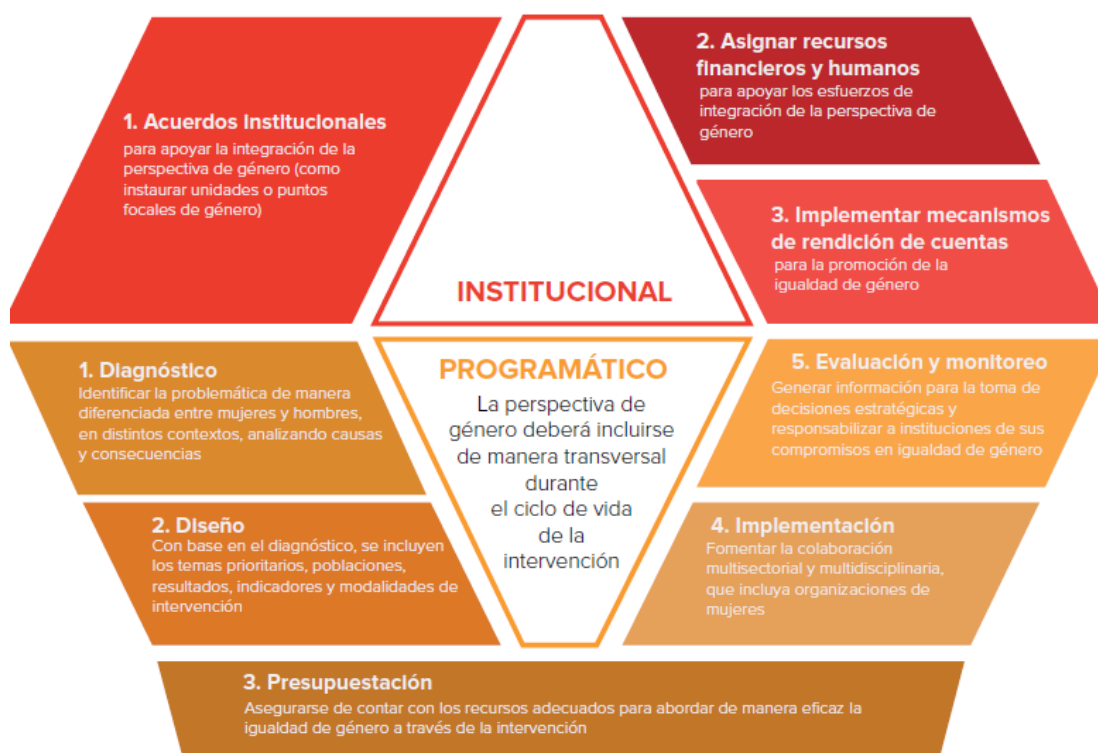 1. Acuerdos institucionales
para apoyar la integración de la
perspectiva de género (como
instaurar unidades o puntos
focales de género)
INSTITUCIONAL
2. Asignar recursos
financieros y humanos
para apoyar los esfuerzos de
integración de la perspectiva de
género
3. Implementar mecanismos
de rendición de cuentas
para la promoción de la
igualdad de género
1. Diagnóstico
Identificar la problemática de manera
diferenciada entre mujeres y hombres,
en distintos contextos, analizando causas
y consecuencias
2. Diseño
Con base en el diagnóstico, se incluyen
los temas prioritarios, poblaciones,
resultados, indicadores y modalidades de
intervención
PROGRAMÁTICO
La perspectiva de
género deberá incluirse
de manera transversal
durante
el ciclo de vida
de la
intervención
3. Presupuestación
Asegurarse de contar con los recursos adecuados para abordar de manera eficaz la
igualdad de género a través de la intervención
4. Implementación
Fomentar la colaboración
multisectorial y multidisciplinaria,
que incluya organizaciones de
mujeres
5. Evaluación y monitoreo
Generar información para la toma de
decisiones estratégicas y
responsabilizar a instituciones de sus
compromisos en igualdad de género